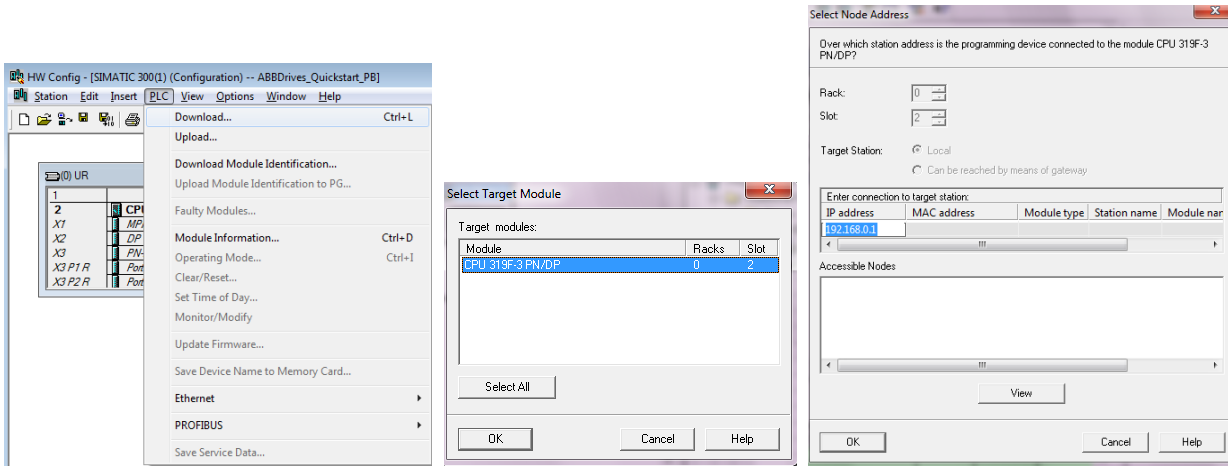 HW Config - [SIMATIC 300(1) (Configuration) -- ABBDrives_Quickstart_PB]
Station Edit Insert PLC View Options Window Help
Download... Ctrl+L
Upload...
Download Module Identification...
Upload Module Identification to PG...
Faulty Modules...
Module Information... Ctrl+D
Operating Mode... Ctrl+I
Clear/Reset...
Set Time of Day...
Monitor/Modify
Update Firmware...
Save Device Name to Memory Card...
Ethernet
PROFIBUS
Save Service Data...
(0) UR
1
2 CPU
X1 MPI
X2 DP
X3 PN-
X3 P1 R Port
X3 P2 R Port
Select Target Module
Target modules:
Module Racks Slot
CPU 319F-3 PN/DP 0 2
Select All
OK Cancel Help
Select Node Address
Over which station address is the programming device connected to the module CPU 319F-3
PN/DP?
Rack: 0
Slot: 2
Target Station: Local
Can be reached by means of gateway
Enter connection to target station:
IP address MAC address Module type Station name Module nar
192.168.0.1
Accessible Nodes
View
OK Cancel Help